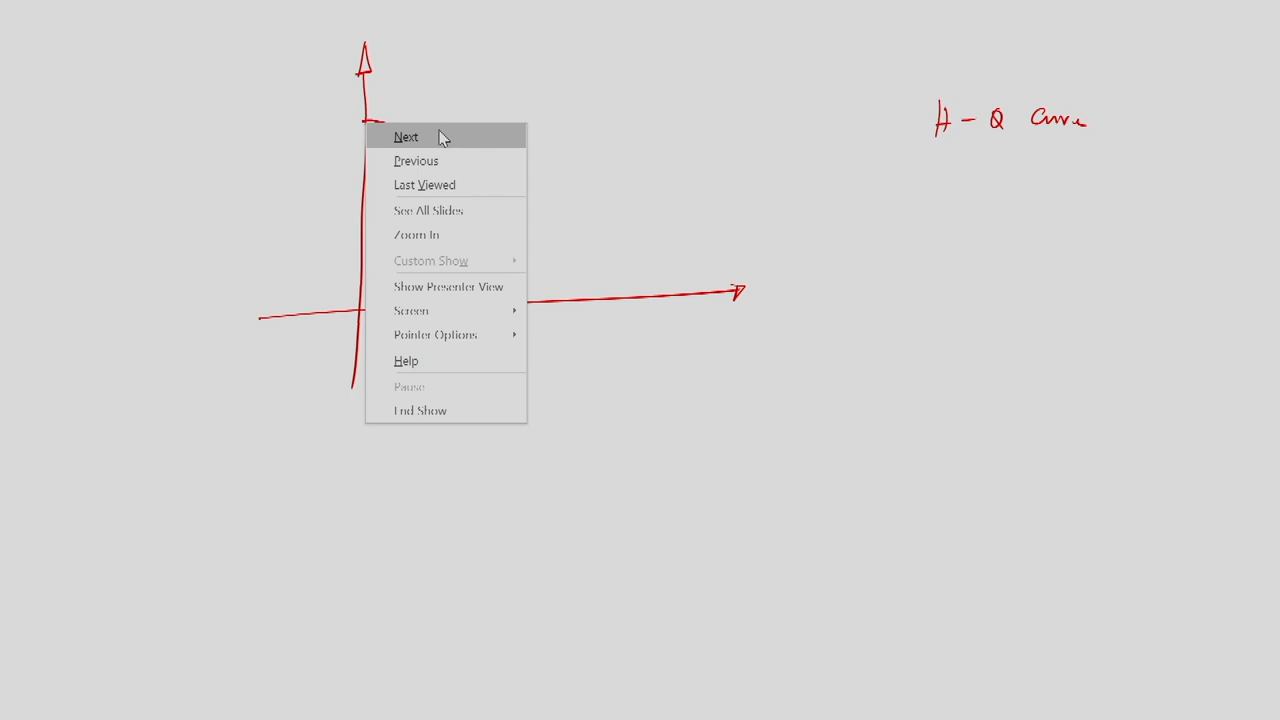 H - Q Curve
Next
Previous
Last Viewed
See All Slides
Zoom In
Custom Show
Show Presenter View
Screen
Pointer Options
Help
Pause
End Show